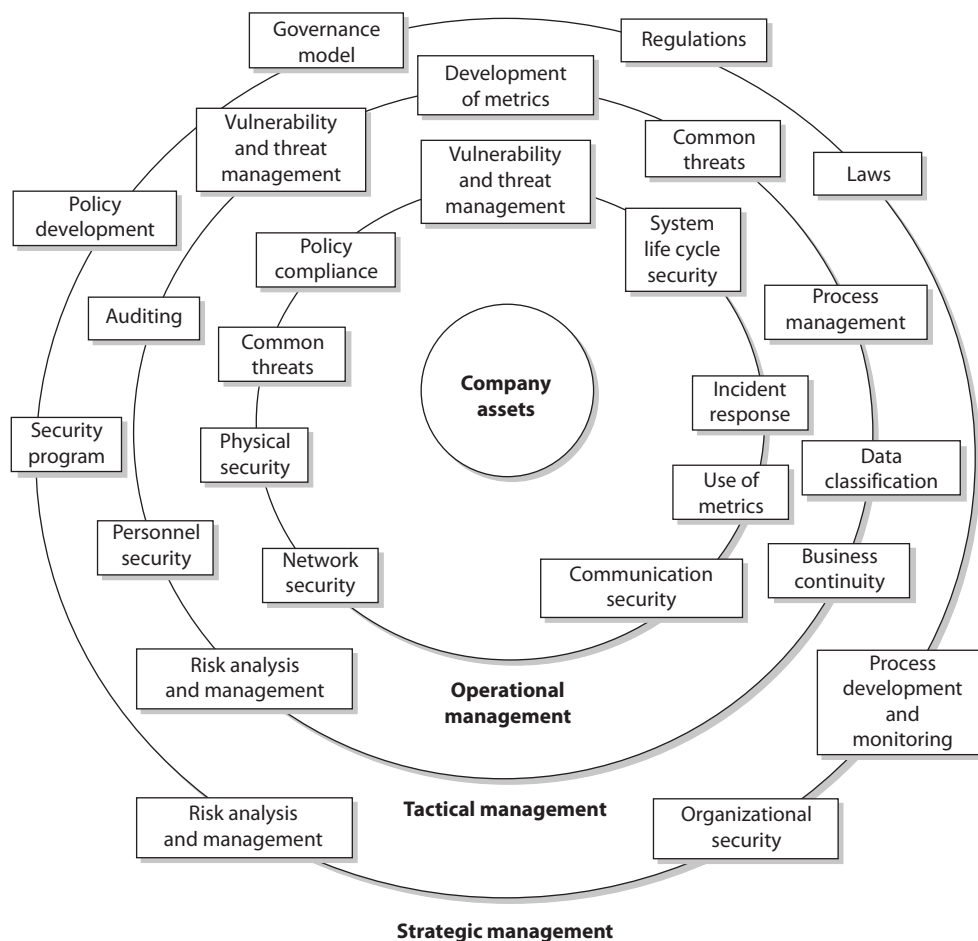 Governance
model
Regulations
Development
of metrics
Vulnerability
and threat
management
Common
threats
Vulnerability
and threat
management
Laws
Policy
development
System
life cycle
security
Policy
compliance
Process
management
Auditing
Common
threats
Company
assets
Incident
response
Security
program
Physical
security
Data
classification
Use of
metrics
Personnel
security
Network
security
Communication
security
Business
continuity
Risk analysis
and management
Operational
management
Process
development
and
monitoring
Tactical management
Risk analysis
and management
Organizational
security
Strategic management